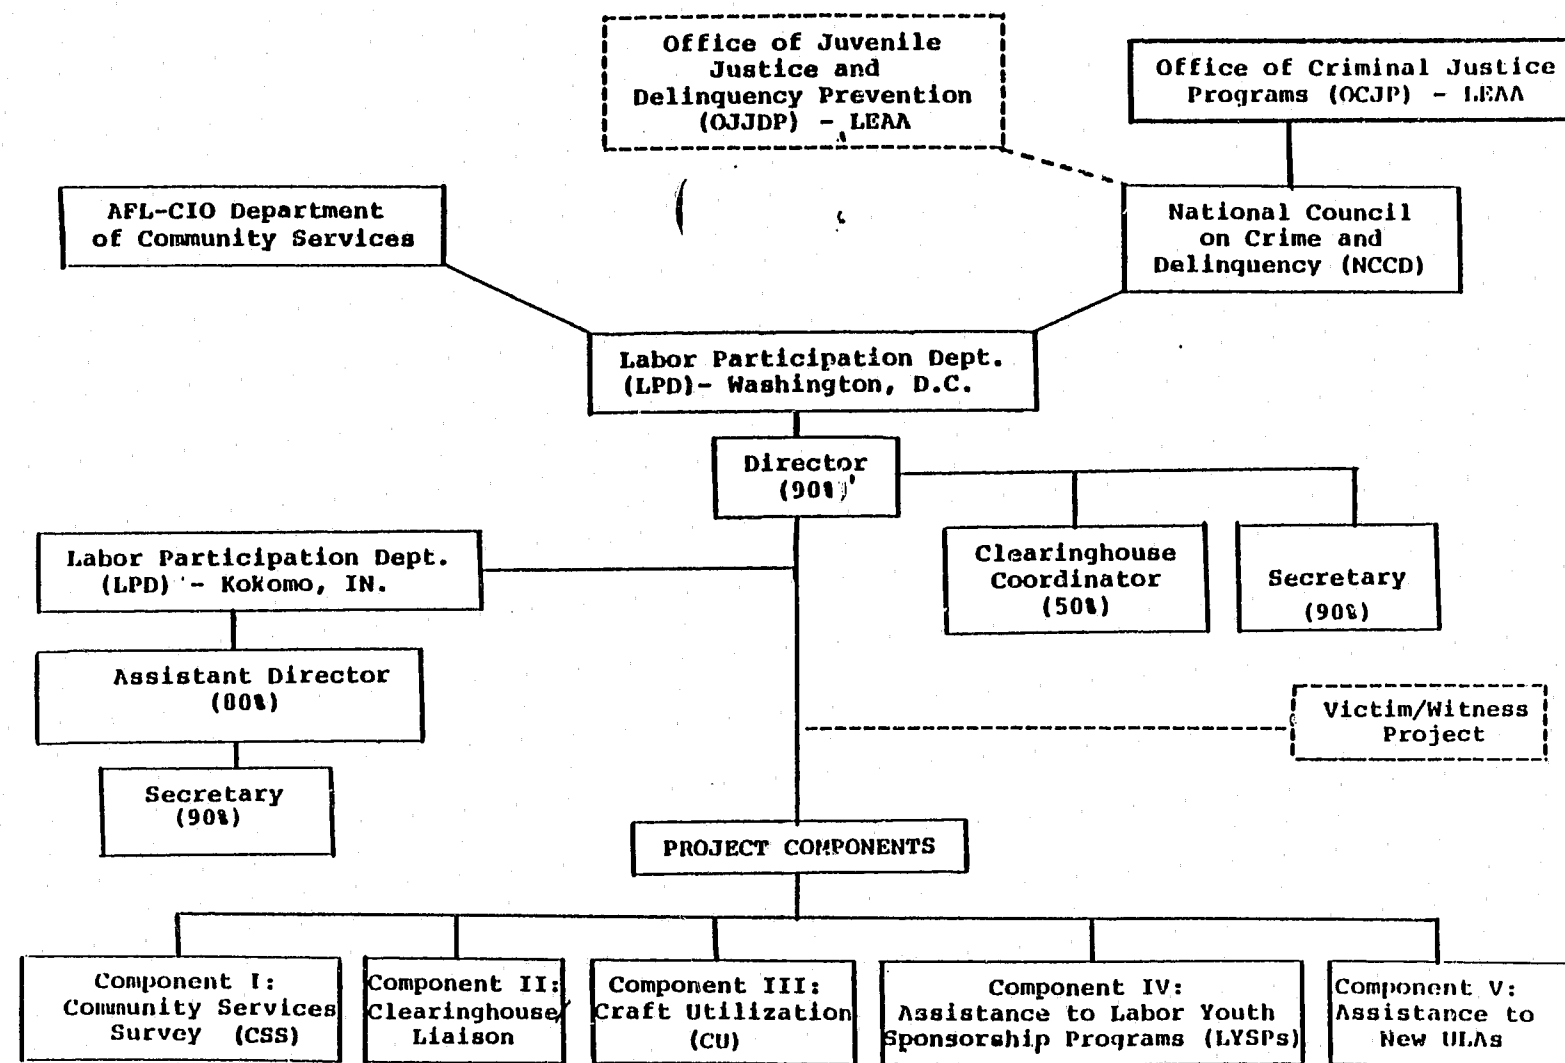 Office of Juvenile
Justice and
Delinquency Prevention
(OJJDP) - LEAA
Office of Criminal Justice
Programs (OCJP) - LEAA
AFL-CIO Department
of Community Services
National Council
on Crime and
Delinquency (NCCD)
Labor Participation Dept.
(LPD)- Washington, D.C.
Director
(90%)
Labor Participation Dept.
(LPD) - Kokomo, IN.
Clearinghouse
Coordinator
(50%)
Secretary
(90%)
Assistant Director
(80%)
Victim/Witness
Project
Secretary
(90%)
PROJECT COMPONENTS
Component I:
Community Services
Survey (CSS)
Component II:
Clearinghouse/
Liaison
Component III:
Craft Utilization
(CU)
Component IV:
Assistance to Labor Youth
Sponsorship Programs (LYSPs)
Component V:
Assistance to
New ULAs